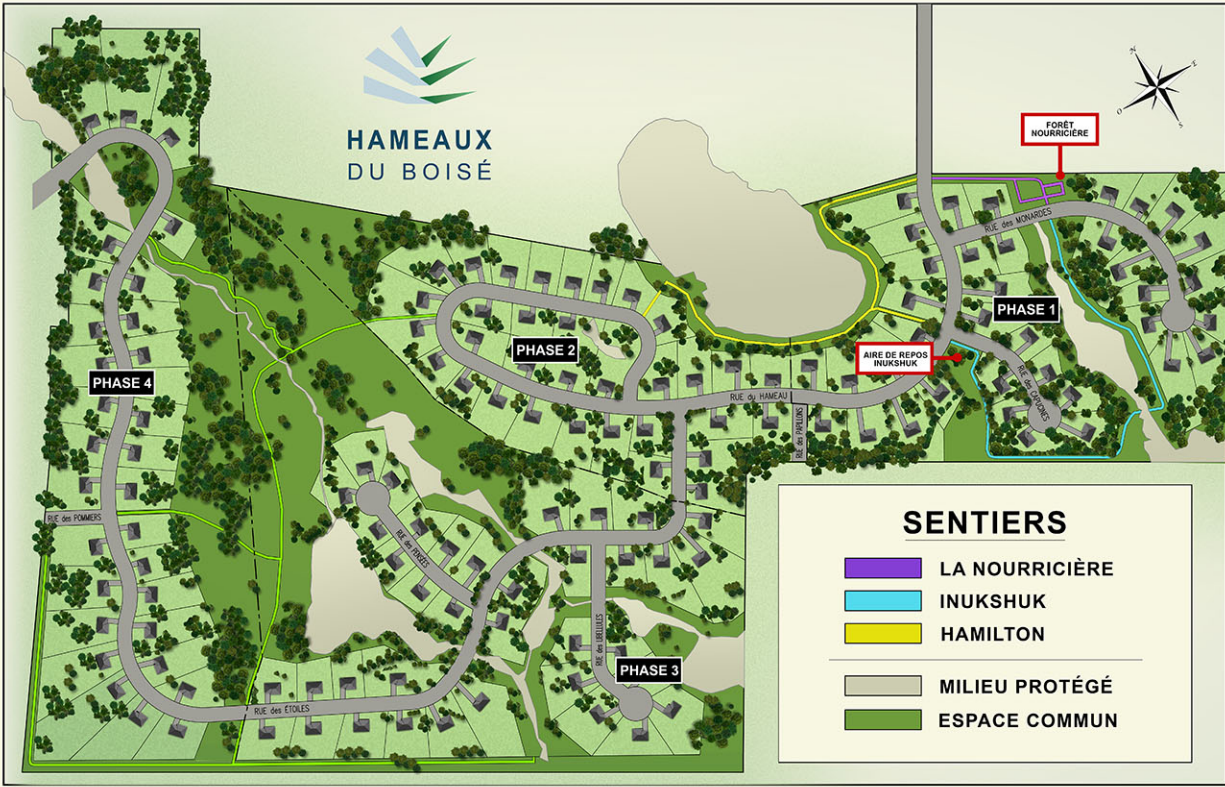 HAMEAUX
DU BOISÉ
N
E
S
O
FORÊT
NOURRICIÈRE
RUE des MONARDES
PHASE 1
AIRE DE REPOS
INUKSHUK
RUE des CAPUCINES
PHASE 2
RUE du HAMEAU
RUE des PAPILLONS
PHASE 4
RUE des POMMIERS
RUE des PENSÉES
RUE des LIBELLULES
PHASE 3
RUE des ÉTOILES
SENTIERS
LA NOURRICIÈRE
INUKSHUK
HAMILTON
MILIEU PROTÉGÉ
ESPACE COMMUN